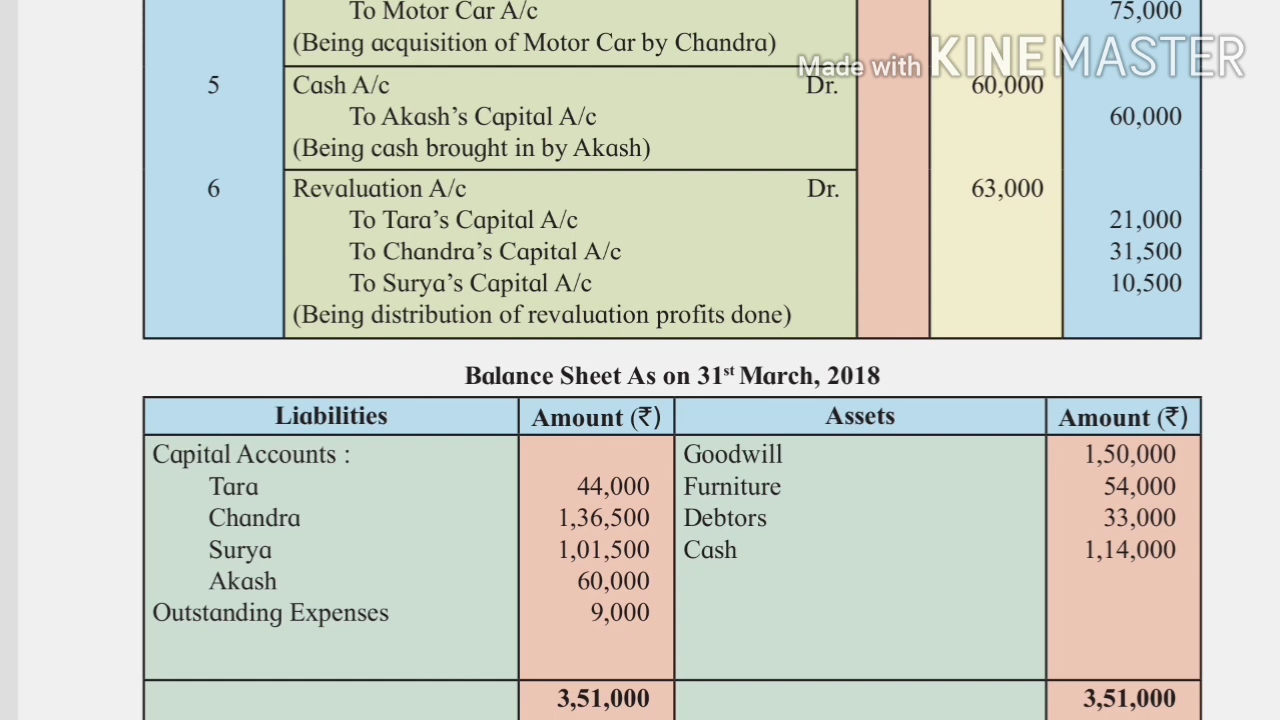 To Motor Car A/c 75,000
(Being acquisition of Motor Car by Chandra)
Made with KINEMASTER
5 Cash A/c Dr. 60,000
To Akash's Capital A/c 60,000
(Being cash brought in by Akash)
6 Revaluation A/c Dr. 63,000
To Tara's Capital A/c 21,000
To Chandra's Capital A/c 31,500
To Surya's Capital A/c 10,500
(Being distribution of revaluation profits done)
Balance Sheet As on 31st March, 2018
Liabilities Amount (₹) Assets Amount (₹)
Capital Accounts : Goodwill 1,50,000
Tara 44,000 Furniture 54,000
Chandra 1,36,500 Debtors 33,000
Surya 1,01,500 Cash 1,14,000
Akash 60,000
Outstanding Expenses 9,000
3,51,000 3,51,000